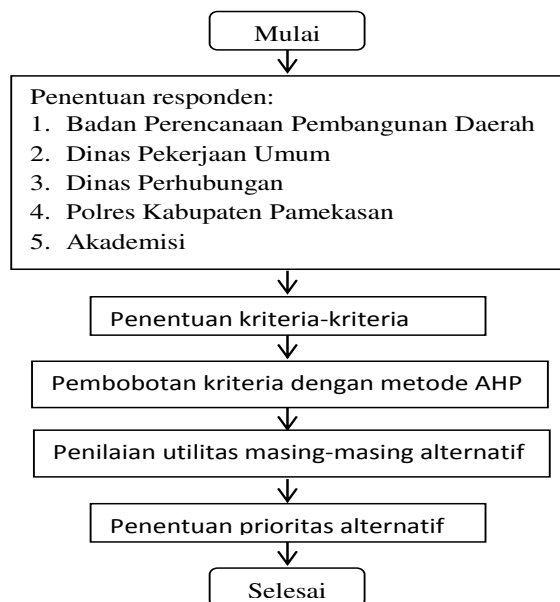 Mulai
Penentuan responden:
1. Badan Perencanaan Pembangunan Daerah
2. Dinas Pekerjaan Umum
3. Dinas Perhubungan
4. Polres Kabupaten Pamekasan
5. Akademisi
Penentuan kriteria-kriteria
Pembobotan kriteria dengan metode AHP
Penilaian utilitas masing-masing alternatif
Penentuan prioritas alternatif
Selesai